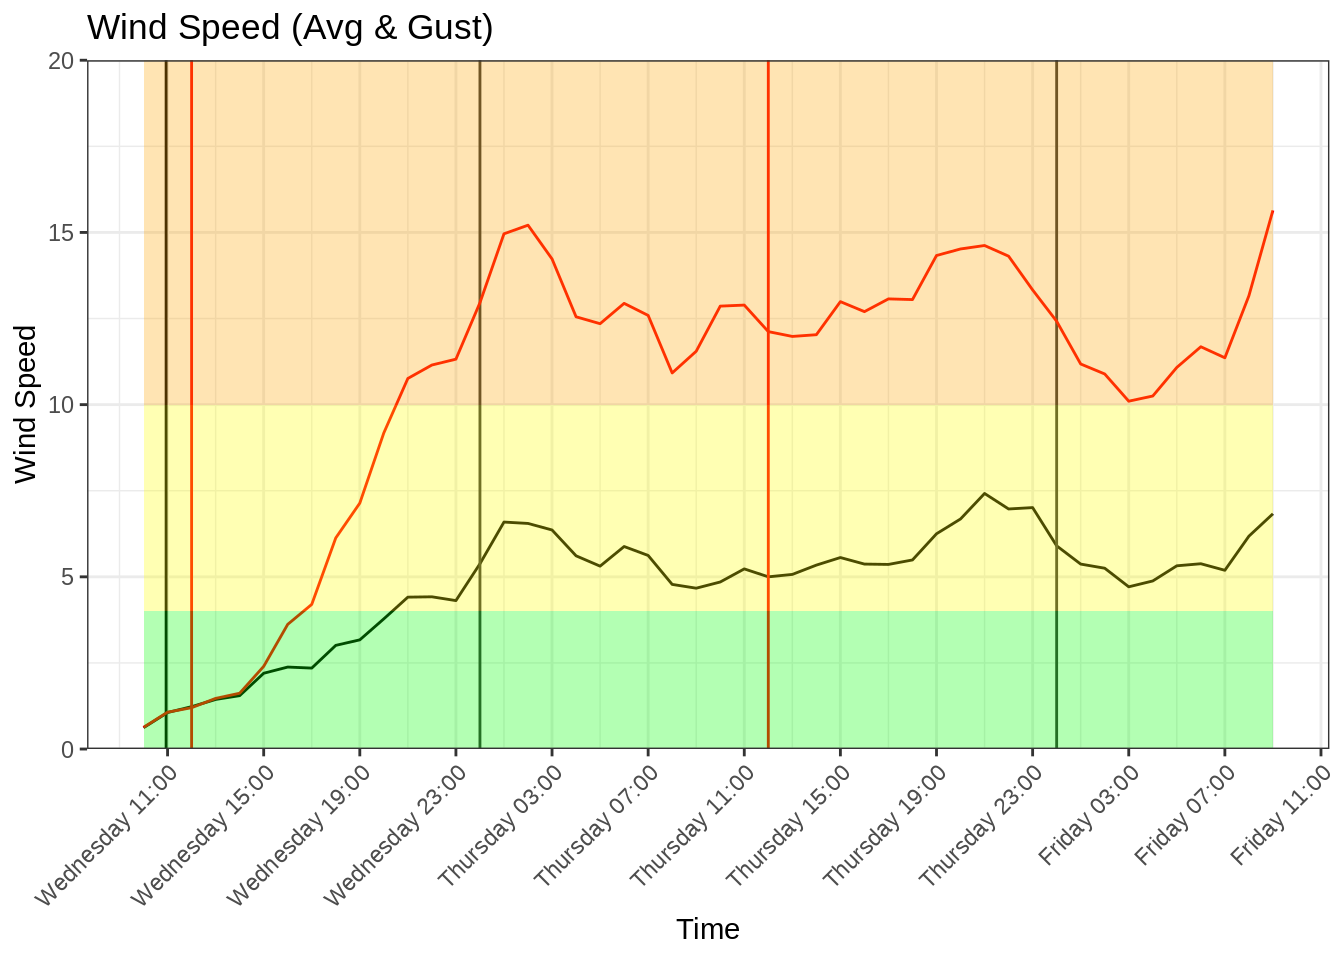 Wind Speed (Avg & Gust)
20
15
10
5
0
Wind Speed
Wednesday 11:00
Wednesday 15:00
Wednesday 19:00
Wednesday 23:00
Thursday 03:00
Thursday 07:00
Thursday 11:00
Thursday 15:00
Thursday 19:00
Thursday 23:00
Friday 03:00
Friday 07:00
Friday 11:00
Time